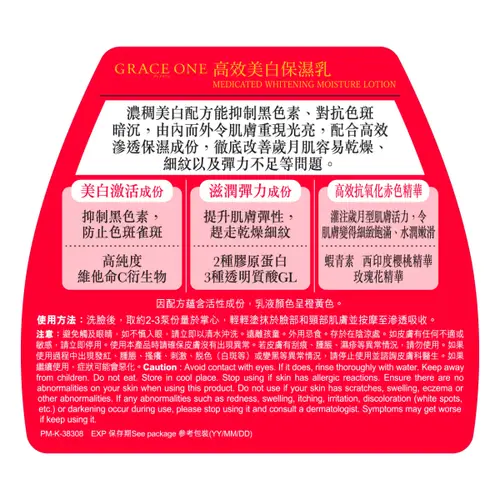 GRACE ONE 高效美白保濕乳
MEDICATED WHITENING MOISTURE LOTION
濃稠美白配方能抑制黑色素、對抗色斑
暗沉，由內而外令肌膚重現光亮，配合高效
滲透保濕成份，徹底改善歲月肌容易乾燥、
細紋以及彈力不足等問題。
美白激活成份
抑制黑色素，
防止色斑雀斑
高純度
維他命C衍生物
滋潤彈力成份
提升肌膚彈性，
趕走乾燥細紋
2種膠原蛋白
3種透明質酸GL
高效抗氧化赤色精華
灌注歲月型肌膚活力，令
肌膚變得細緻飽滿、水潤嫩滑
蝦青素 西印度櫻桃精華
玫瑰花精華
因配方蘊含活性成份，乳液顏色呈橙黃色。
使用方法：洗臉後，取約2-3泵份量於掌心，輕輕塗抹於臉部和頸部肌膚並按摩至滲透吸收。
注意：避免觸及眼睛，如不慎入眼，請立即以清水沖洗。遠離孩童。外用忌食。存於在陰涼處。如皮膚有任何不適或
敏感，請立即停用。使用本產品時請確保皮膚沒有出現異常。若皮膚有刮痕、腫脹、濕疹等異常情況，請勿使用。如果
使用過程中出現發紅、腫脹、搔癢、刺激、脫色（白斑等）或變黑等異常情況，請停止使用並諮詢皮膚科醫生。如果
繼續使用，症狀可能會惡化。Caution : Avoid contact with eyes. If it does, rinse thoroughly with water. Keep away
from children. Do not eat. Store in cool place. Stop using if skin has allergic reactions. Ensure there are no
abnormalities on your skin when using this product. Do not use if your skin has scratches, swelling, eczema or
other abnormalities. If any abnormalities such as redness, swelling, itching, irritation, discoloration (white spots,
etc.) or darkening occur during use, please stop using it and consult a dermatologist. Symptoms may get worse
if keep using it.
PM-K-38308 EXP 保存期See package 參考包裝(YY/MM/DD)